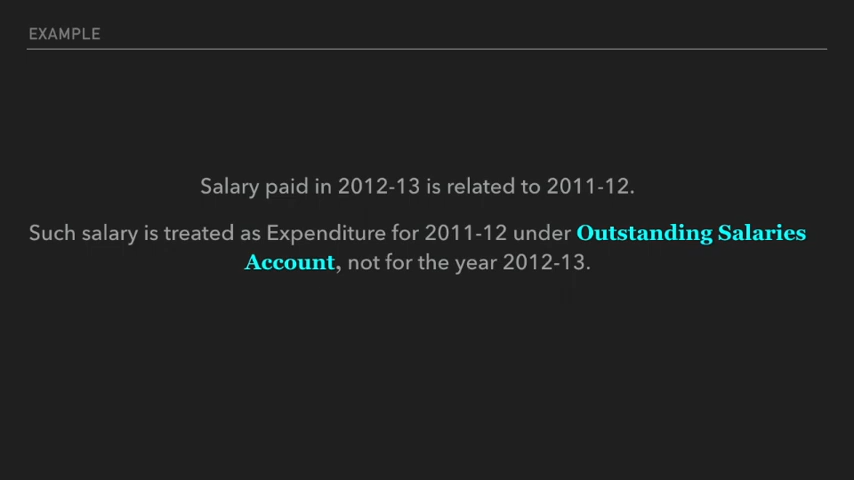 EXAMPLE
Salary paid in 2012-13 is related to 2011-12.
Such salary is treated as Expenditure for 2011-12 under Outstanding Salaries
Account, not for the year 2012-13.